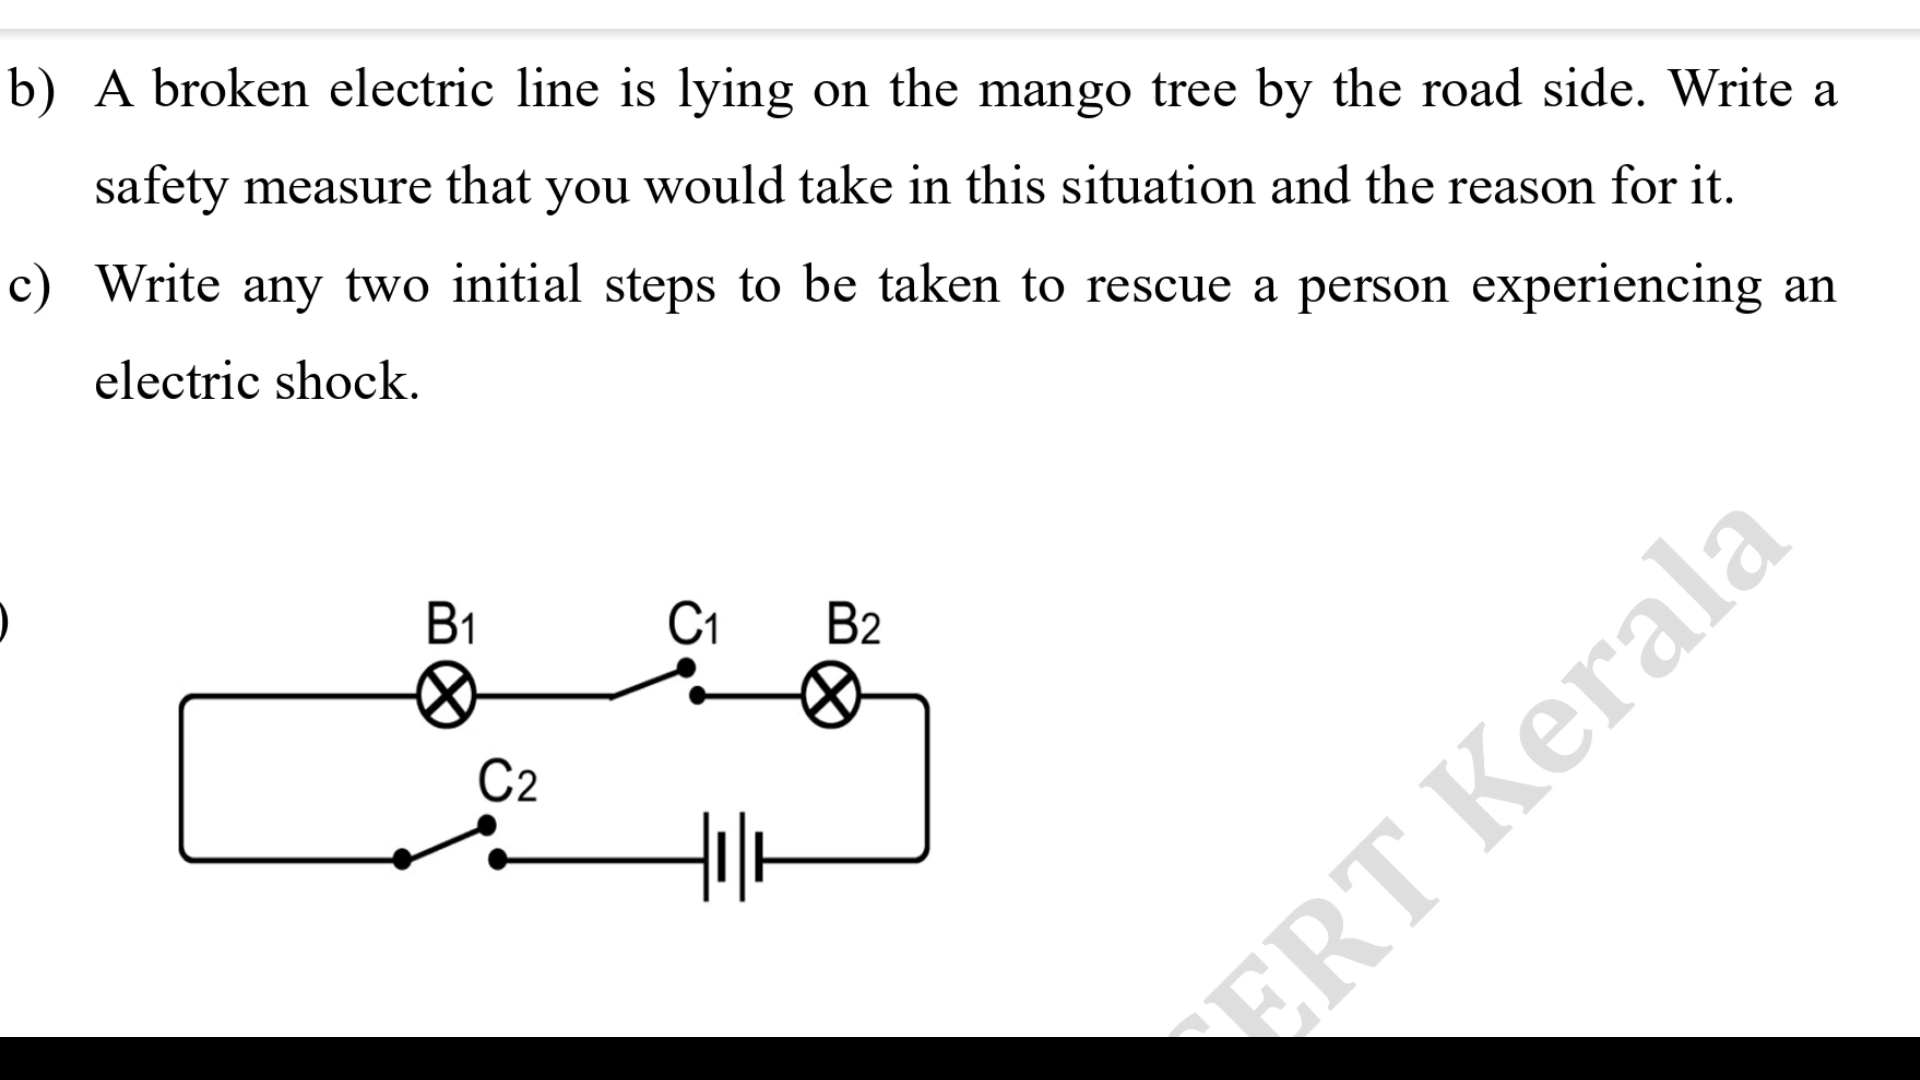 b) A broken electric line is lying on the mango tree by the road side. Write a
safety measure that you would take in this situation and the reason for it.
c) Write any two initial steps to be taken to rescue a person experiencing an
electric shock.
)
B1 C1 B2
C2
ERT Kerala